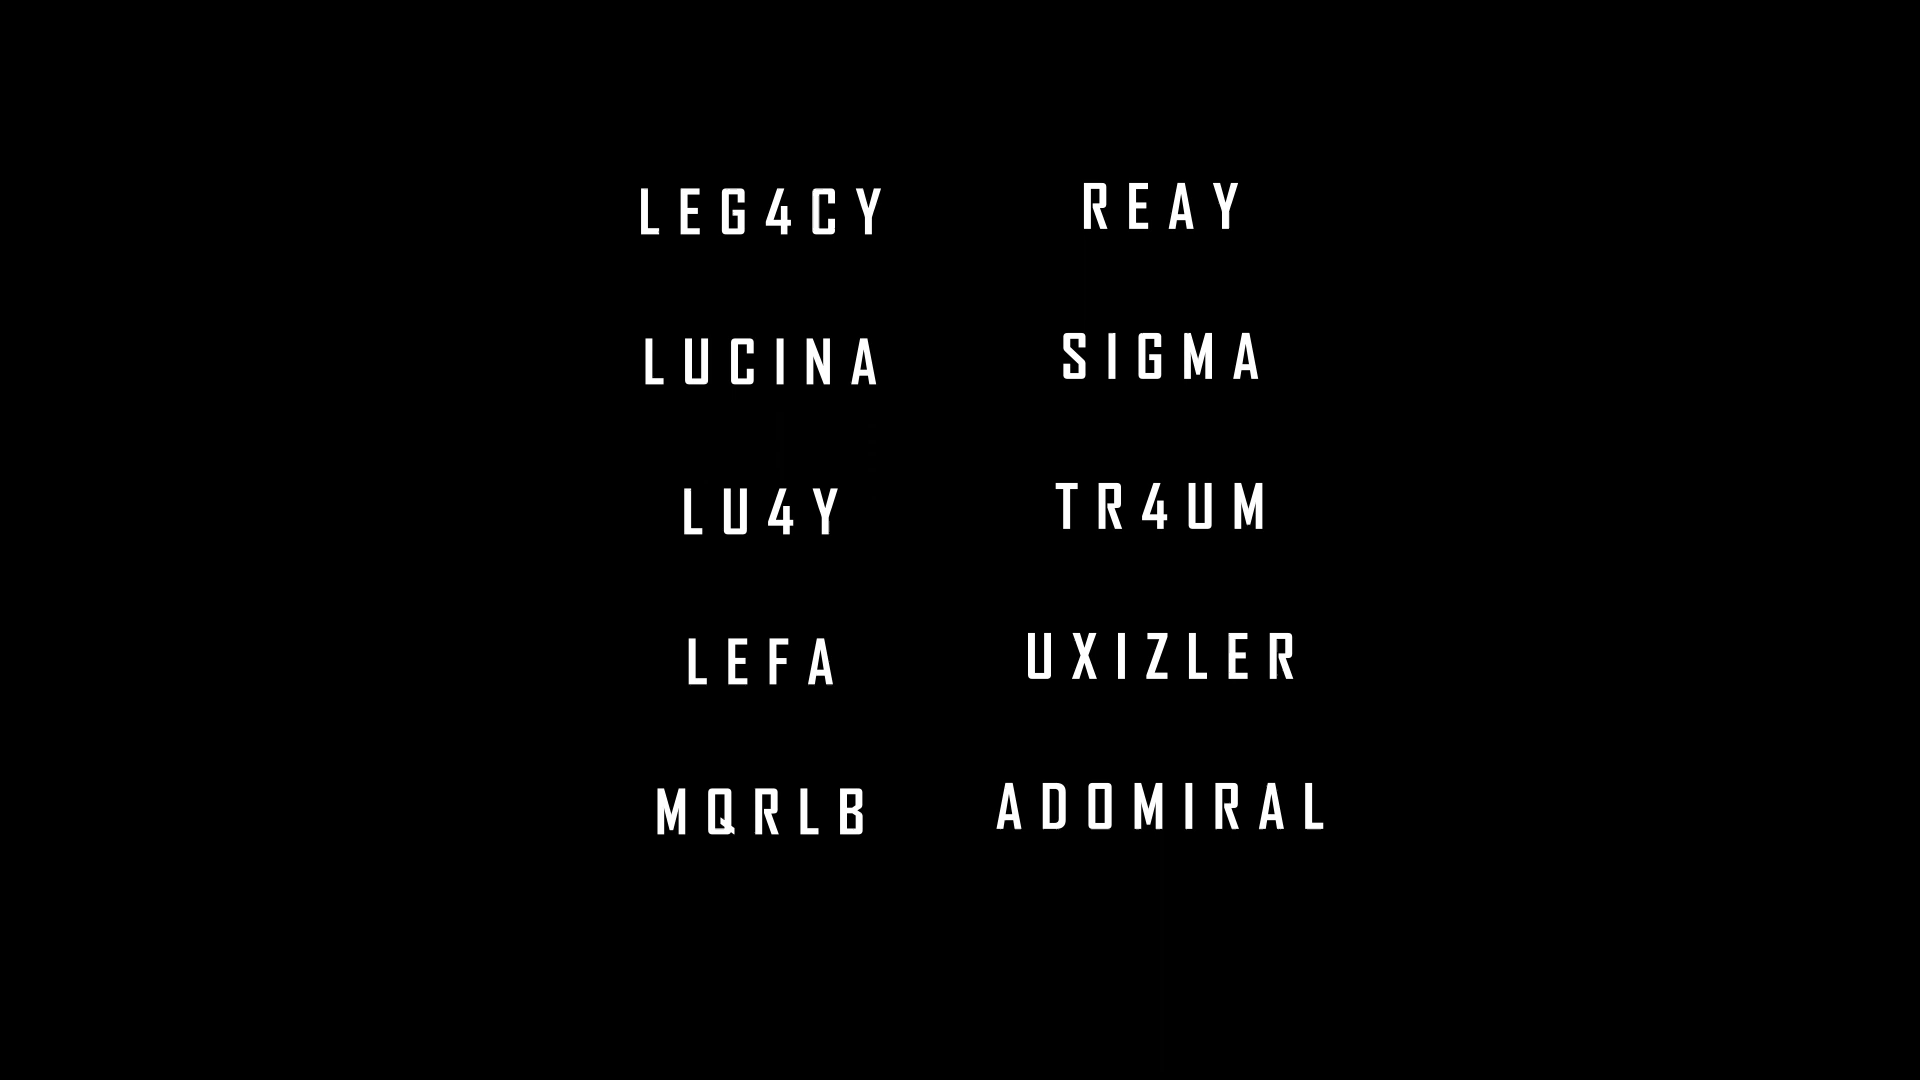 LEG4CY
LUCINA
LU4Y
LEFA
MQRLB
REAY
SIGMA
TR4UM
UXIZLER
ADOMIRAL